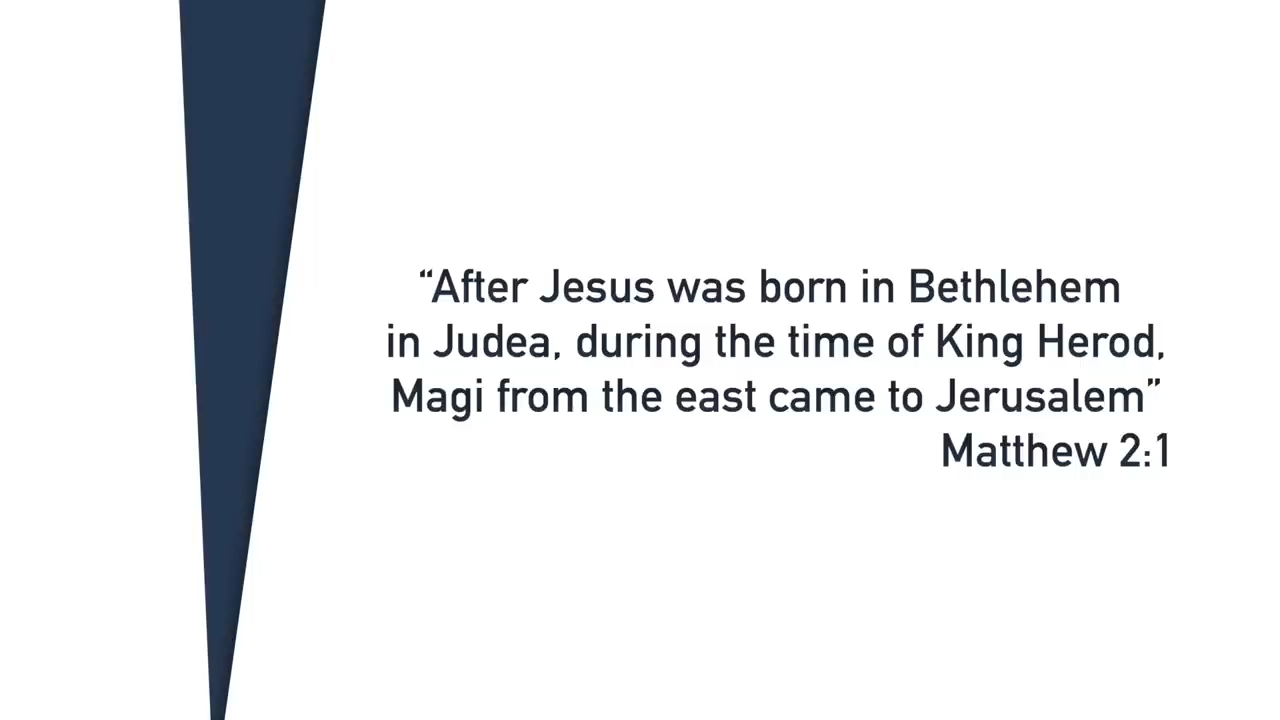 “After Jesus was born in Bethlehem
in Judea, during the time of King Herod,
Magi from the east came to Jerusalem”
Matthew 2:1